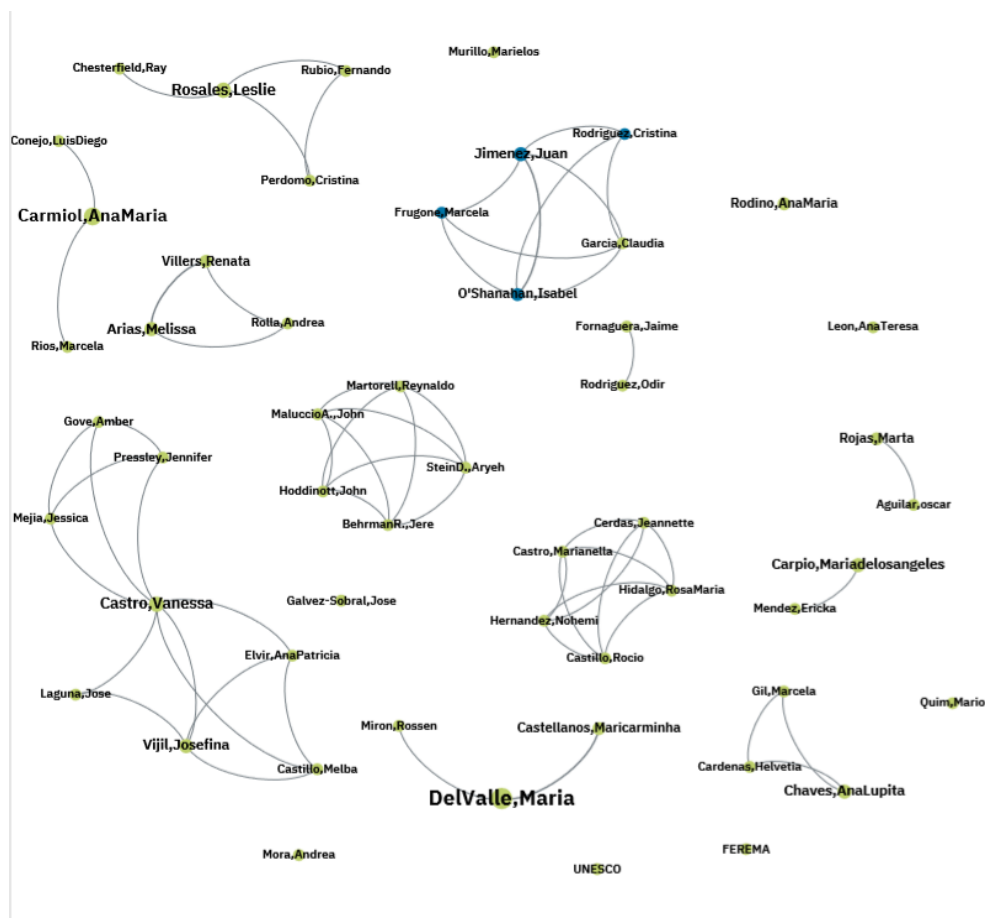 Murillo,Marielos
Chesterfield,Ray
Rubio,Fernando
Rosales,Leslie
Rodriguez,Cristina
Conejo,LuisDiego
Jimenez,Juan
Perdomo,Cristina
Rodino,AnaMaria
Frugone,Marcela
Carmiol,AnaMaria
Garcia,Claudia
Villers,Renata
O'Shanahan,Isabel
Rolla,Andrea
Fornaguera,Jaime
Leon,AnaTeresa
Arias,Melissa
Rios,Marcela
Rodriguez,Odir
Martorell,Reynaldo
MaluccioA.,John
Gove,Amber
Rojas,Marta
Pressley,Jennifer
SteinD.,Aryeh
Hoddinott,John
Aguilar,oscar
Mejia,Jessica
BehrmanR.,Jere
Cerdas,Jeannette
Castro,Marianella
Carpio,Mariadelosangeles
Hidalgo,RosaMaria
Castro,Vanessa
Galvez-Sobral,Jose
Mendez,Ericka
Hernandez,Nohemi
Elvir,AnaPatricia
Castillo,Rocio
Laguna,Jose
Gil,Marcela
Quim,Mario
Miron,Rossen
Castellanos,Maricarminha
Vijil,Josefina
Castillo,Melba
Cardenas,Helvetia
Chaves,AnaLupita
DelValle,Maria
FEREMA
Mora,Andrea
UNESCO